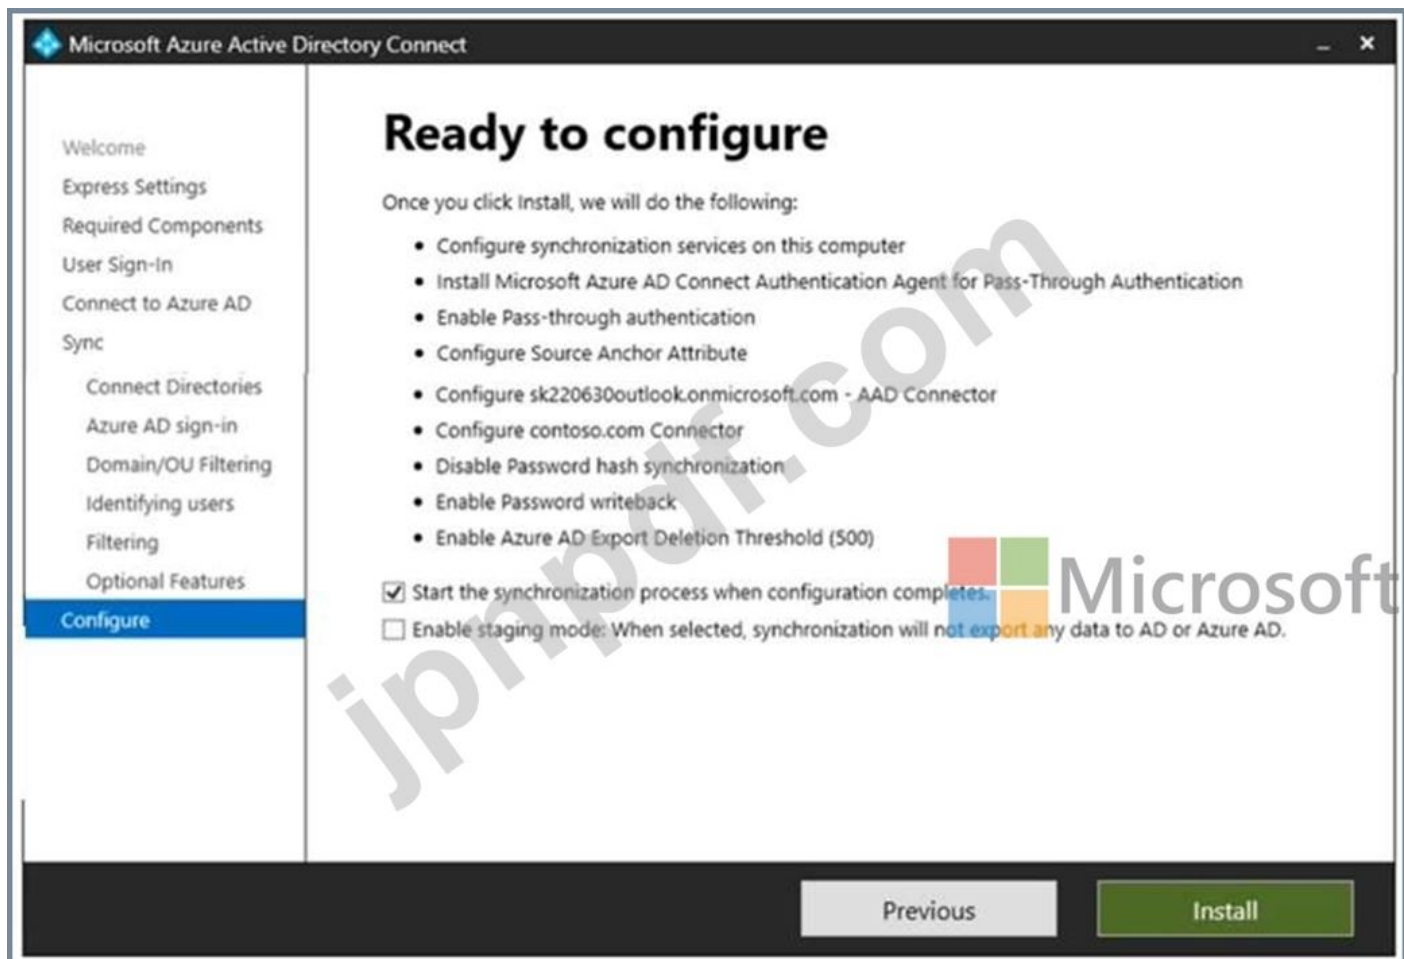 Microsoft Azure Active Directory Connect
Welcome
Express Settings
Required Components
User Sign-In
Connect to Azure AD
Sync
Connect Directories
Azure AD sign-in
Domain/OU Filtering
Identifying users
Filtering
Optional Features
Configure
Ready to configure
Once you click Install, we will do the following:
• Configure synchronization services on this computer
• Install Microsoft Azure AD Connect Authentication Agent for Pass-Through Authentication
• Enable Pass-through authentication
• Configure Source Anchor Attribute
• Configure sk220630outlook.onmicrosoft.com - AAD Connector
• Configure contoso.com Connector
• Disable Password hash synchronization
• Enable Password writeback
• Enable Azure AD Export Deletion Threshold (500)
Start the synchronization process when configuration completes.
Enable staging mode: When selected, synchronization will not export any data to AD or Azure AD.
Previous
Install
Microsoft
jpnpdf.com